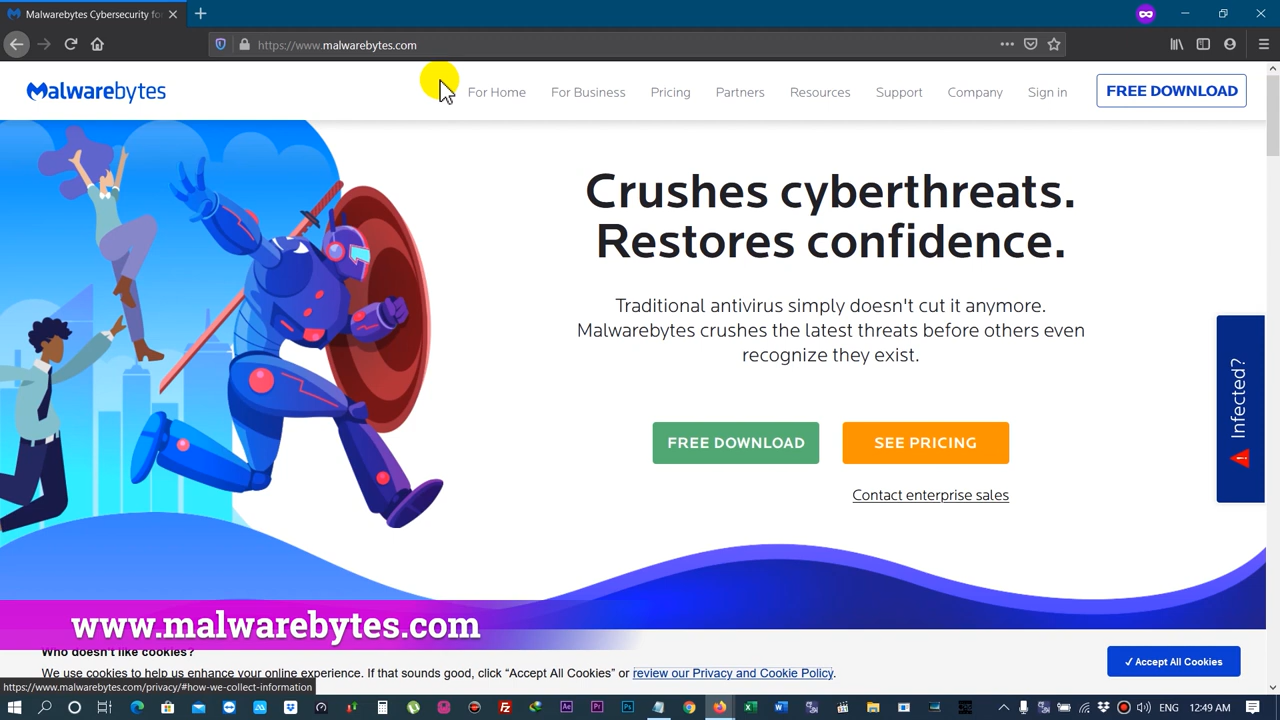 Malwarebytes Cybersecurity fo
https://www.malwarebytes.com
Malwarebytes
For Home
For Business
Pricing
Partners
Resources
Support
Company
Sign in
FREE DOWNLOAD
Crushes cyberthreats.
Restores confidence.
Traditional antivirus simply doesn't cut it anymore.
Malwarebytes crushes the latest threats before others even
recognize they exist.
FREE DOWNLOAD
SEE PRICING
Contact enterprise sales
Infected?
www.malwarebytes.com
Who doesn't like cookies?
We use cookies to help us enhance your online experience. If that sounds good, click “Accept All Cookies” or review our Privacy and Cookie Policy.
✓ Accept All Cookies
https://www.malwarebytes.com/privacy/#how-we-collect-information
ENG
12:49 AM